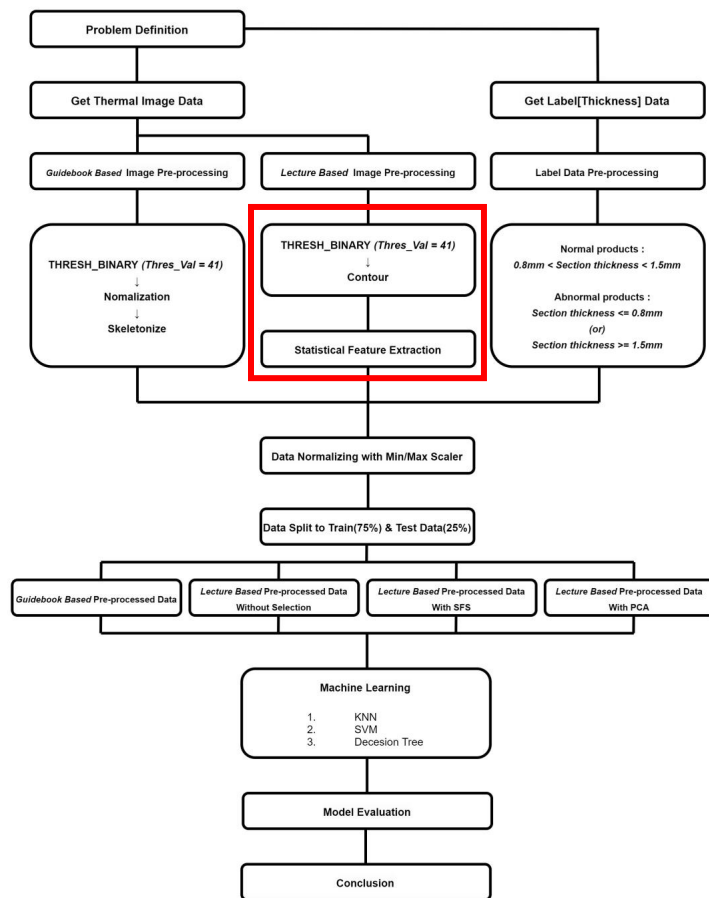 Problem Definition
Get Thermal Image Data
Get Label[Thickness] Data
Guidebook Based Image Pre-processing
Lecture Based Image Pre-processing
Label Data Pre-processing
THRESH_BINARY (Thres_Val = 41)
↓
Nomalization
↓
Skeletonize
THRESH_BINARY (Thres_Val = 41)
↓
Contour
Statistical Feature Extraction
Normal products :
0.8mm < Section thickness < 1.5mm
Abnormal products :
Section thickness <= 0.8mm
(or)
Section thickness >= 1.5mm
Data Normalizing with Min/Max Scaler
Data Split to Train(75%) & Test Data(25%)
Guidebook Based Pre-processed Data
Lecture Based Pre-processed Data
Without Selection
Lecture Based Pre-processed Data
With SFS
Lecture Based Pre-processed Data
With PCA
Machine Learning
1. KNN
2. SVM
3. Decesion Tree
Model Evaluation
Conclusion